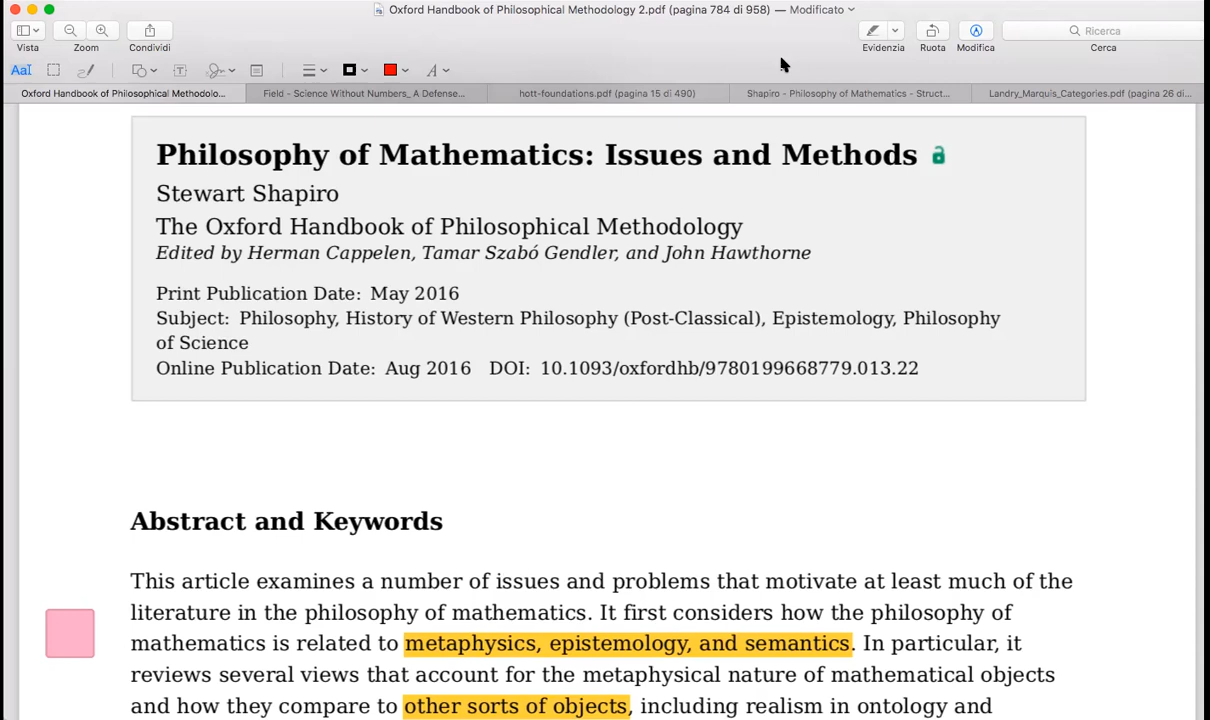 Oxford Handbook of Philosophical Methodology 2.pdf (pagina 784 di 958) — Modificato
Vista
Zoom
Condividi
Evidenzia
Ruota
Modifica
Ricerca
Cerca
AaI
T
A
Oxford Handbook of Philosophical Methodolo...
Field - Science Without Numbers_ A Defense...
hott-foundations.pdf (pagina 15 di 490)
Shapiro - Philosophy of Mathematics - Struct...
Landry_Marquis_Categories.pdf (pagina 26 di...
Philosophy of Mathematics: Issues and Methods
Stewart Shapiro
The Oxford Handbook of Philosophical Methodology
Edited by Herman Cappelen, Tamar Szabó Gendler, and John Hawthorne
Print Publication Date: May 2016
Subject: Philosophy, History of Western Philosophy (Post-Classical), Epistemology, Philosophy
of Science
Online Publication Date: Aug 2016 DOI: 10.1093/oxfordhb/9780199668779.013.22
Abstract and Keywords
This article examines a number of issues and problems that motivate at least much of the
literature in the philosophy of mathematics. It first considers how the philosophy of
mathematics is related to metaphysics, epistemology, and semantics. In particular, it
reviews several views that account for the metaphysical nature of mathematical objects
and how they compare to other sorts of objects, including realism in ontology and